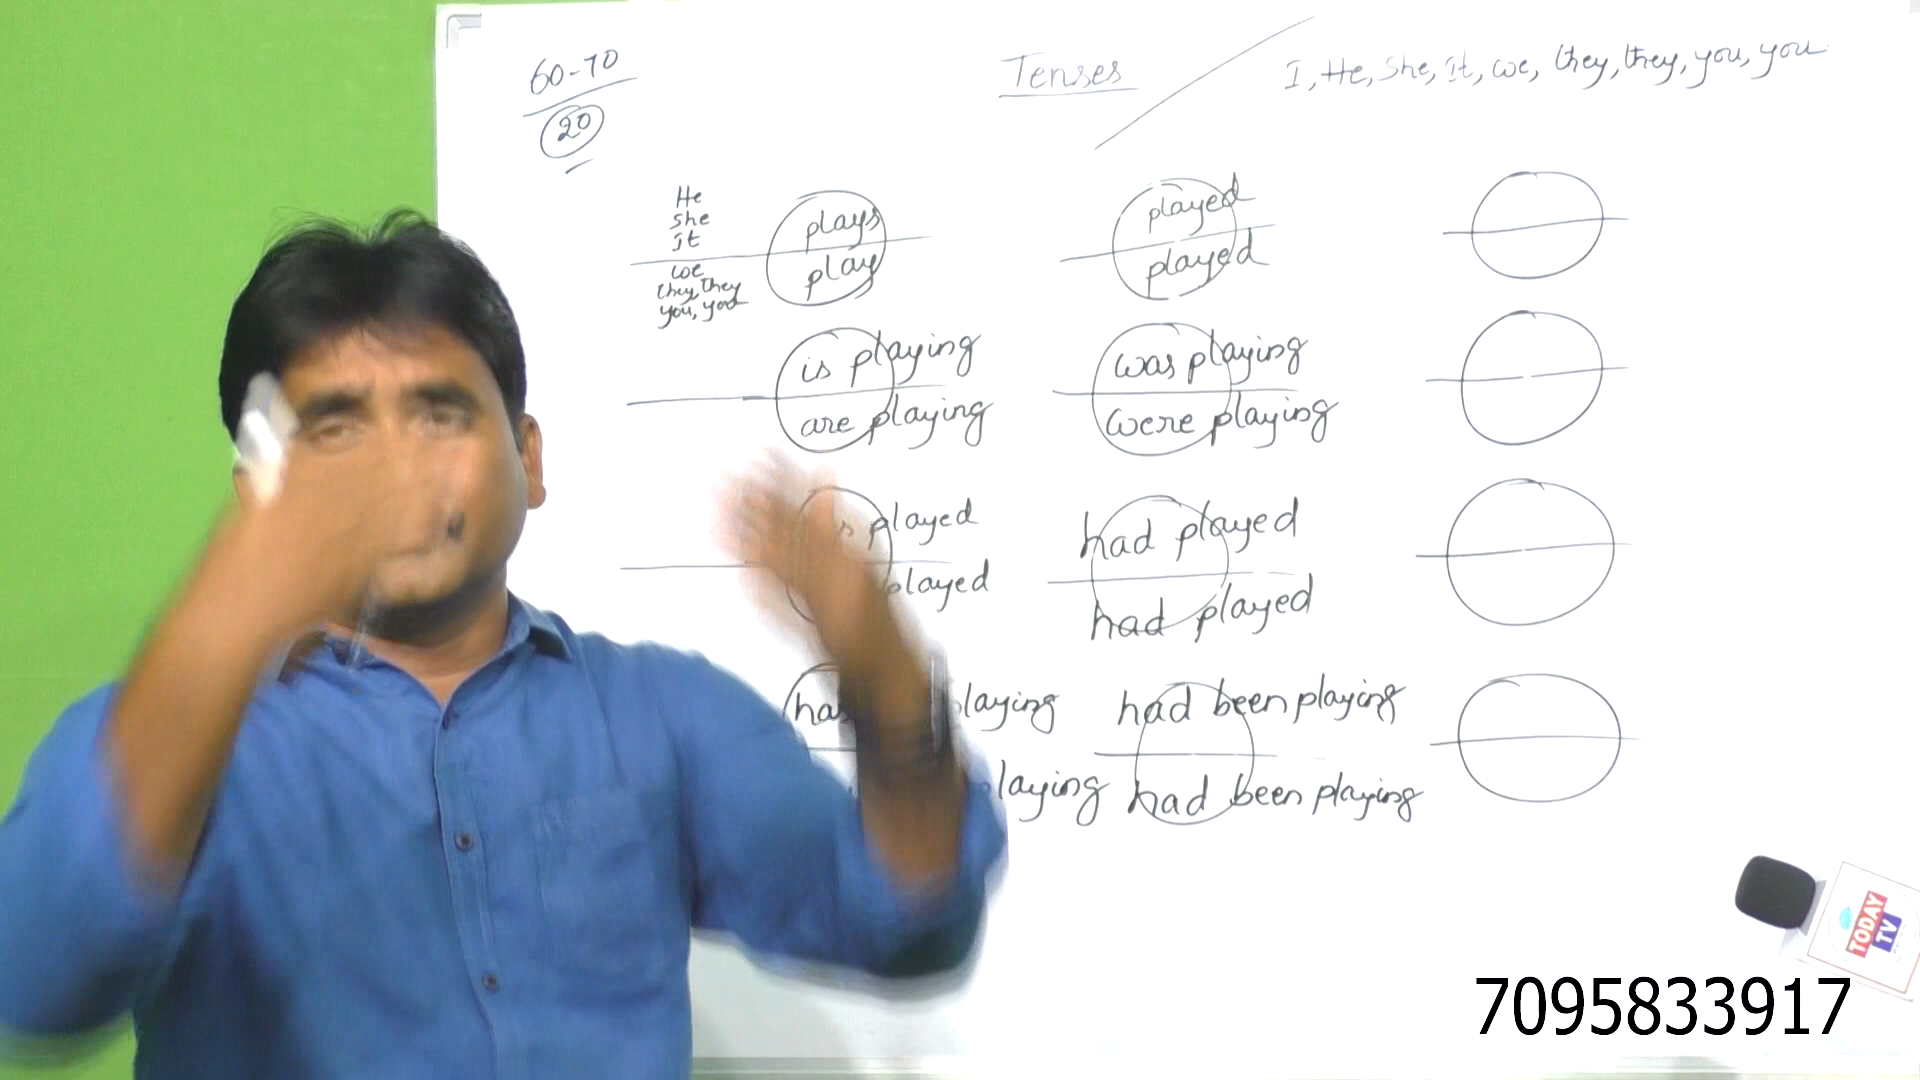 60-70
20
Tenses
I, He, She, It, we, they, they, you, you
He
She
It
we
they, they
you, you
plays
play
played
played
is playing
are playing
was playing
were playing
played
played
had played
had played
had been playing
had been playing
TODAY
TV
7095833917